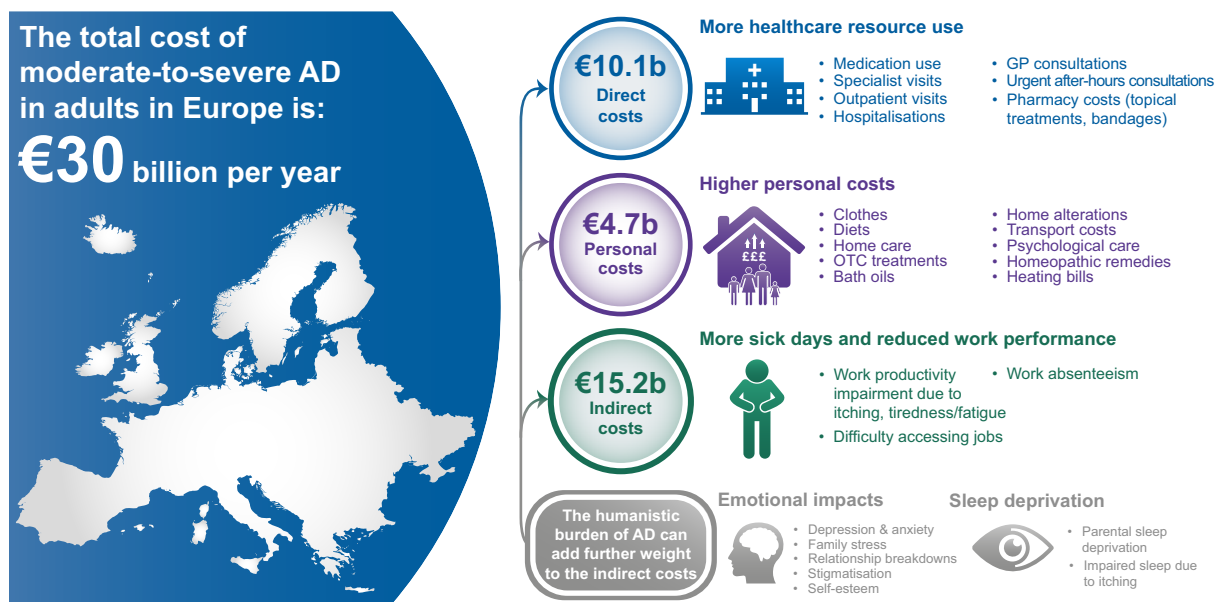 The total cost of
moderate-to-severe AD
in adults in Europe is:
€30 billion per year
€10.1b
Direct
costs
More healthcare resource use
• Medication use
• Specialist visits
• Outpatient visits
• Hospitalisations
• GP consultations
• Urgent after-hours consultations
• Pharmacy costs (topical
treatments, bandages)
€4.7b
Personal
costs
Higher personal costs
£££
• Clothes
• Diets
• Home care
• OTC treatments
• Bath oils
• Home alterations
• Transport costs
• Psychological care
• Homeopathic remedies
• Heating bills
€15.2b
Indirect
costs
More sick days and reduced work performance
• Work productivity
impairment due to
itching, tiredness/fatigue
• Difficulty accessing jobs
• Work absenteeism
The humanistic
burden of AD can
add further weight
to the indirect costs
Emotional impacts
• Depression & anxiety
• Family stress
• Relationship breakdowns
• Stigmatisation
• Self-esteem
Sleep deprivation
• Parental sleep
deprivation
• Impaired sleep due
to itching